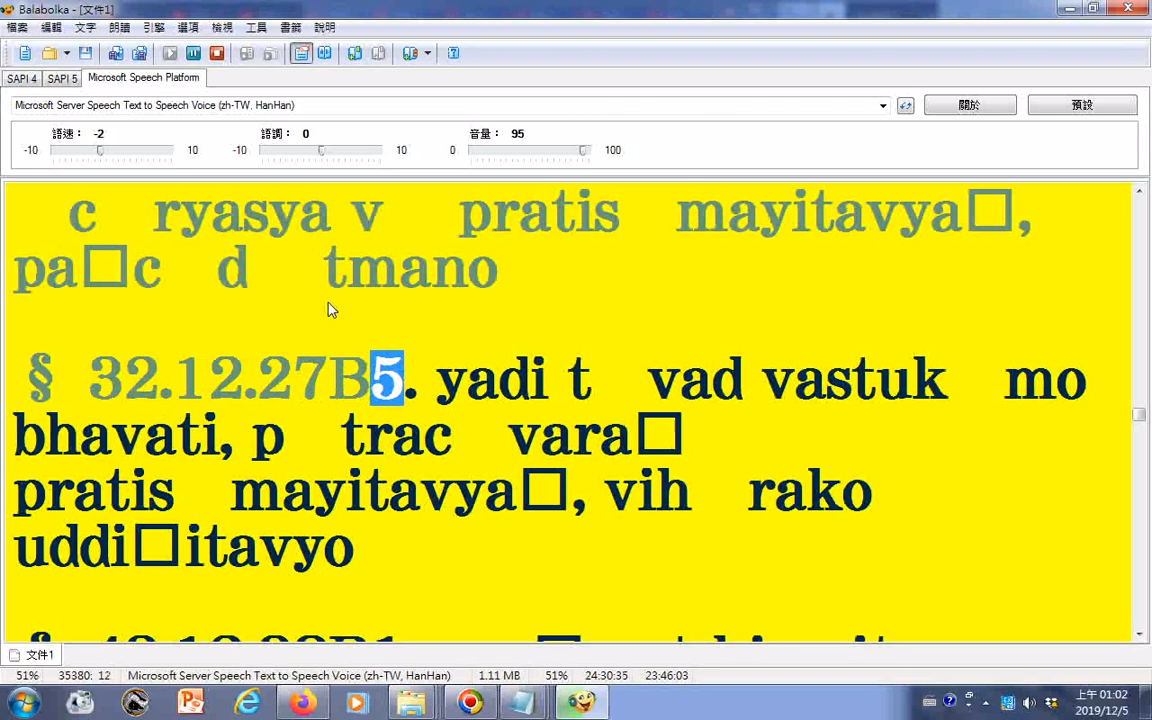 Balabolka - [文件1]
檔案 編輯 文字 朗讀 引擎 選項 檢視 工具 書籤 說明
SAPI 4 SAPI 5 Microsoft Speech Platform
Microsoft Server Speech Text to Speech Voice (zh-TW, HanHan) 關於 預設
語速： -2 語調： 0 音量： 95
-10 10 -10 10 0 100
c ryasya v pratis mayitavya□,
pa□c d tmano
§ 32.12.27B5. yadi t vad vastuk mo
bhavati, p trac vara□
pratis mayitavya□, vih rako
uddi□itavyo
文件1
51% 35380: 12 Microsoft Server Speech Text to Speech Voice (zh-TW, HanHan) 1.11 MB 51% 24:30:35 23:46:03
上午 01:02
2019/12/5